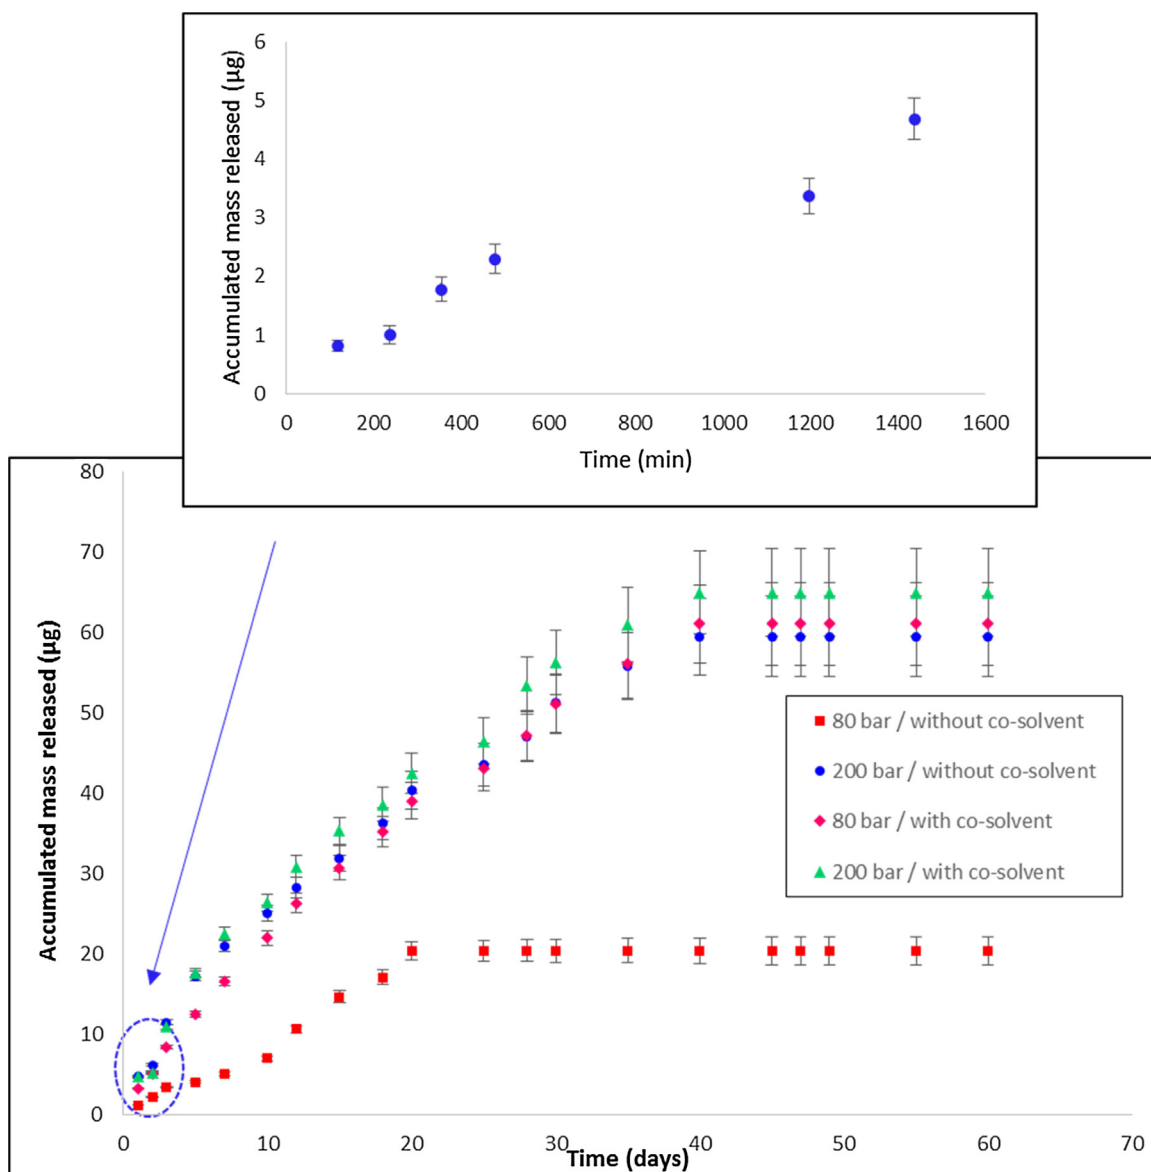 Accumulated mass released (µg)
6
5
4
3
2
1
0
0 200 400 600 800 1000 1200 1400 1600
Time (min)
Accumulated mass released (µg)
80
70
60
50
40
30
20
10
0
80 bar / without co-solvent
200 bar / without co-solvent
80 bar / with co-solvent
200 bar / with co-solvent
0 10 20 30 40 50 60 70
Time (days)